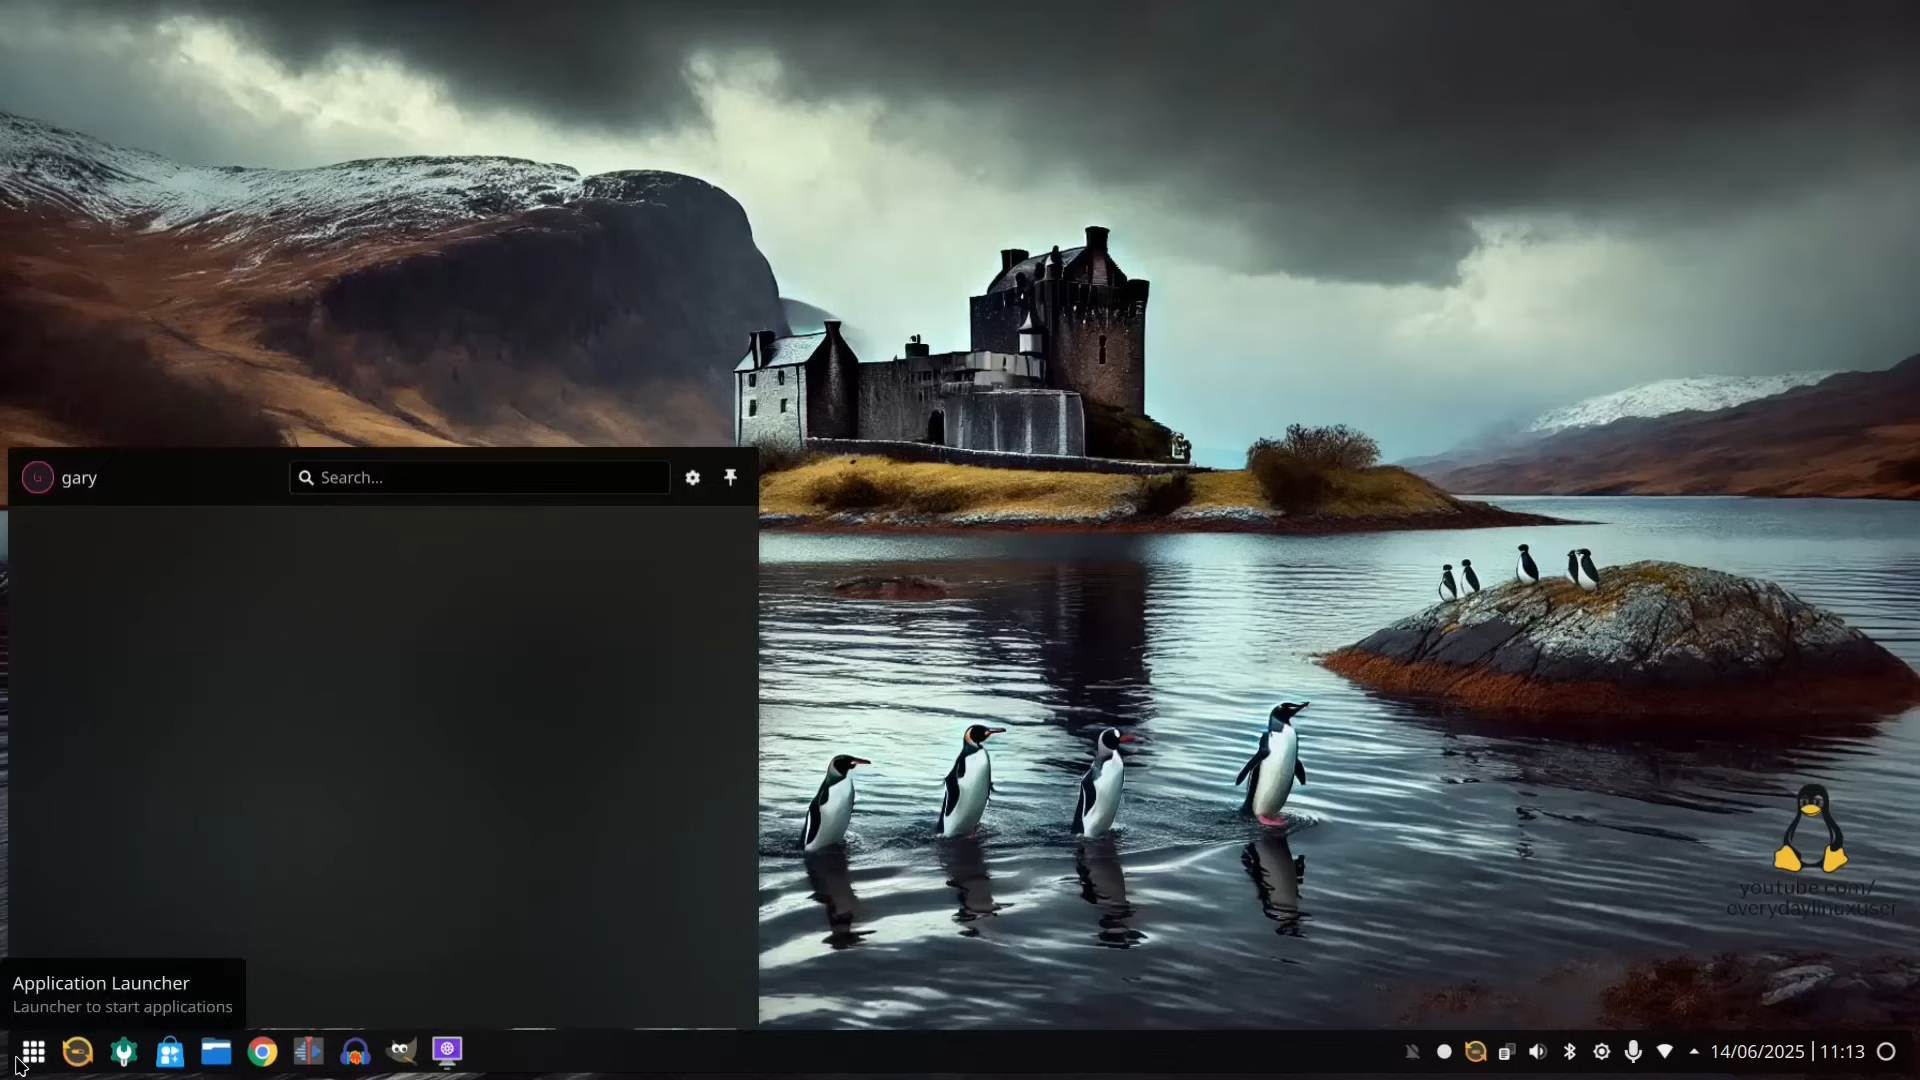 gary
Search...
youtube.com/
everydaylinuxuser
Application Launcher
Launcher to start applications
14/06/2025
11:13